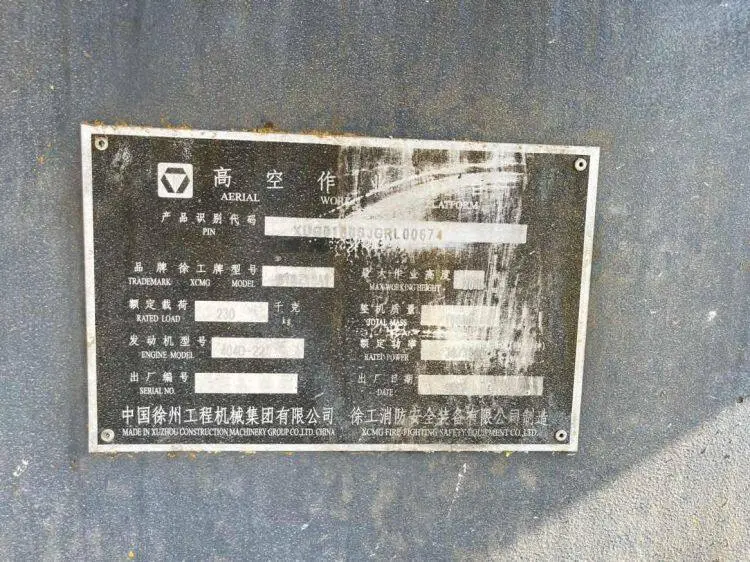 高空作业
AERIAL WORK PLATFORM
产品识别代码
PIN
品牌 徐工牌 型号
TRADEMARK XCMG MODEL
最大作业高度
MAX.WORKING HEIGHT
额定载荷 230 千克
RATED LOAD kg
整机质量
TOTAL MASS
发动机型号 404D-22
ENGINE MODEL
额定功率
RATED POWER
出厂编号
SERIAL NO.
出厂日期
DATE
中国徐州工程机械集团有限公司 徐工消防安全装备有限公司制造
MADE IN XUZHOU CONSTRUCTION MACHINERY GROUP CO.,LTD. CHINA XCMG FIRE-FIGHTING SAFETY EQUIPMENT CO.,LTD.